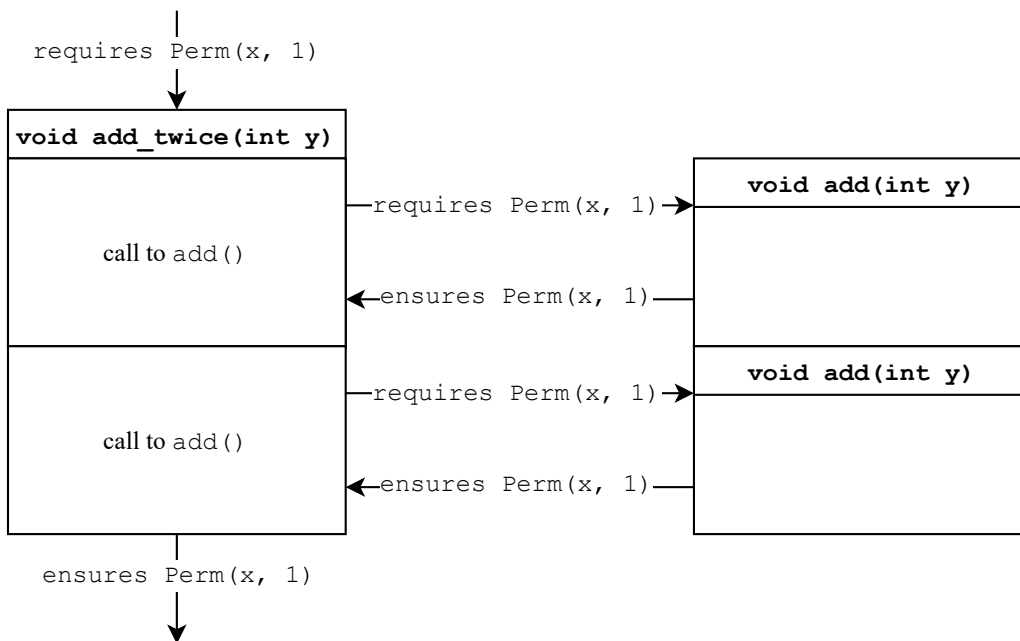 requires Perm(x, 1)
void add_twice(int y)
void add(int y)
requires Perm(x, 1)
call to add()
ensures Perm(x, 1)
void add(int y)
requires Perm(x, 1)
call to add()
ensures Perm(x, 1)
ensures Perm(x, 1)